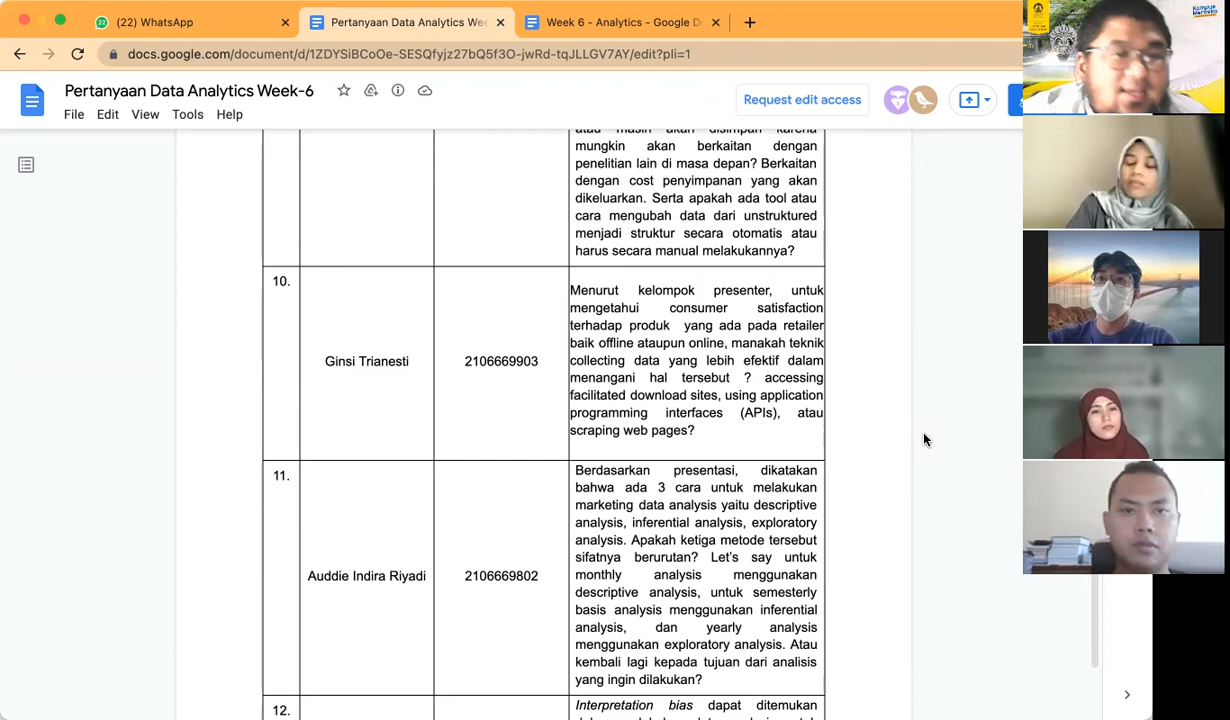 (22) WhatsApp
Pertanyaan Data Analytics Wee
Week 6 - Analytics - Google D
docs.google.com/document/d/1ZDYSiBCoOe-SESQfyjz27bQ5f3O-jwRd-tqJLLGV7AY/edit?pli=1
Pertanyaan Data Analytics Week-6
File Edit View Tools Help
Request edit access
atau masih akan disimpan karena
mungkin akan berkaitan dengan
penelitian lain di masa depan? Berkaitan
dengan cost penyimpanan yang akan
dikeluarkan. Serta apakah ada tool atau
cara mengubah data dari unstruktured
menjadi struktur secara otomatis atau
harus secara manual melakukannya?
10.
Ginsi Trianesti
2106669903
Menurut kelompok presenter, untuk
mengetahui consumer satisfaction
terhadap produk yang ada pada retailer
baik offline ataupun online, manakah teknik
collecting data yang lebih efektif dalam
menangani hal tersebut ? accessing
facilitated download sites, using application
programming interfaces (APIs), atau
scraping web pages?
11.
Auddie Indira Riyadi
2106669802
Berdasarkan presentasi, dikatakan
bahwa ada 3 cara untuk melakukan
marketing data analysis yaitu descriptive
analysis, inferential analysis, exploratory
analysis. Apakah ketiga metode tersebut
sifatnya berurutan? Let's say untuk
monthly analysis menggunakan
descriptive analysis, untuk semesterly
basis analysis menggunakan inferential
analysis, dan yearly analysis
menggunakan exploratory analysis. Atau
kembali lagi kepada tujuan dari analisis
yang ingin dilakukan?
12.
Interpretation bias dapat ditemukan